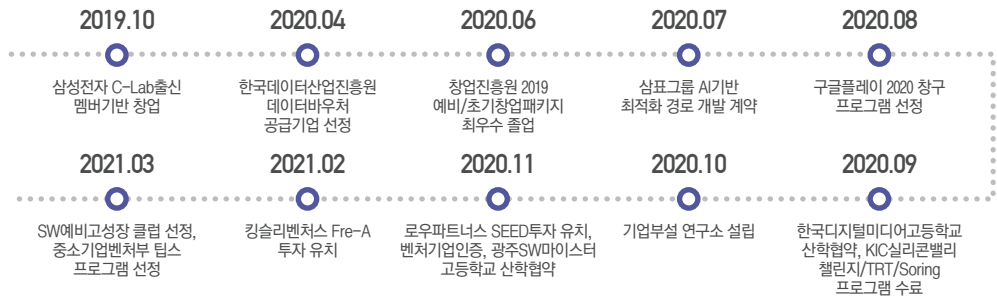 2019.10
삼성전자 C-Lab출신
멤버기반 창업
2020.04
한국데이터산업진흥원
데이터바우처
공급기업 선정
2020.06
창업진흥원 2019
예비/초기창업패키지
최우수 졸업
2020.07
삼표그룹 AI기반
최적화 경로 개발 계약
2020.08
구글플레이 2020 창구
프로그램 선정
2020.09
한국디지털미디어고등학교
산학협약, KIC실리콘밸리
챌린지/TRT/Soring
프로그램 수료
2020.10
기업부설 연구소 설립
2020.11
로우파트너스 SEED투자 유치,
벤처기업인증, 광주SW마이스터
고등학교 산학협약
2021.02
킹슬리벤처스 Fre-A
투자 유치
2021.03
SW예비고성장 클럽 선정,
중소기업벤처부 팁스
프로그램 선정